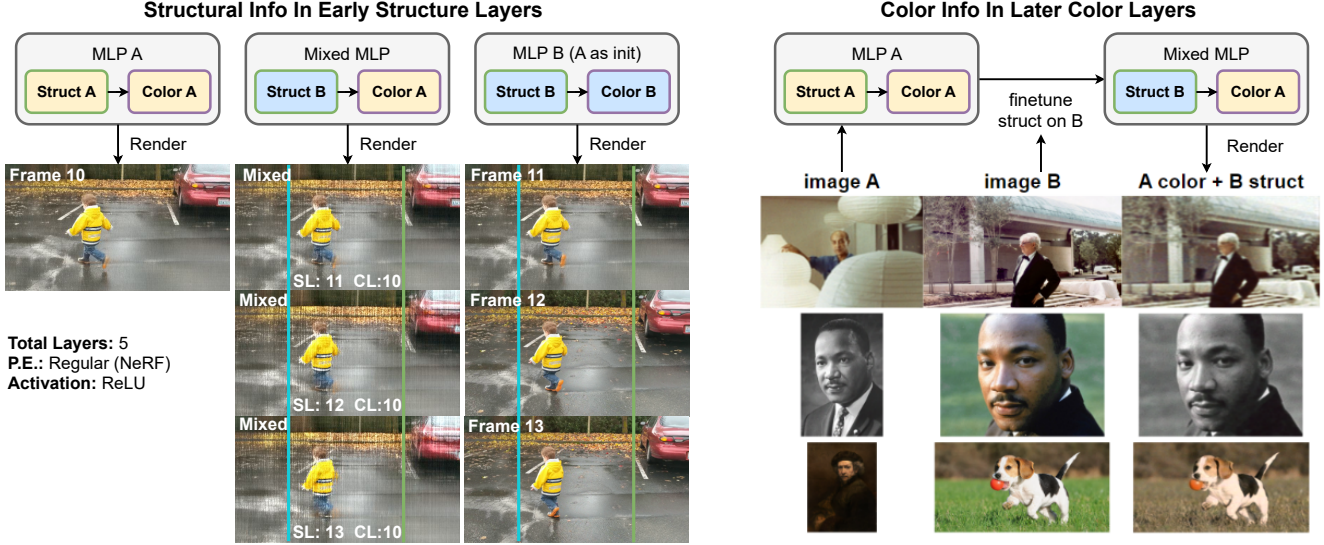 Structural Info In Early Structure Layers
MLP A
Struct A
Color A
Render
Mixed MLP
Struct B
Color A
Render
MLP B (A as init)
Struct B
Color B
Render
Frame 10
Mixed
SL: 11 CL:10
Frame 11
Mixed
SL: 12 CL:10
Frame 12
Mixed
SL: 13 CL:10
Frame 13
Total Layers: 5
P.E.: Regular (NeRF)
Activation: ReLU
Color Info In Later Color Layers
MLP A
Struct A
Color A
finetune
struct on B
Mixed MLP
Struct B
Color A
Render
image A
image B
A color + B struct